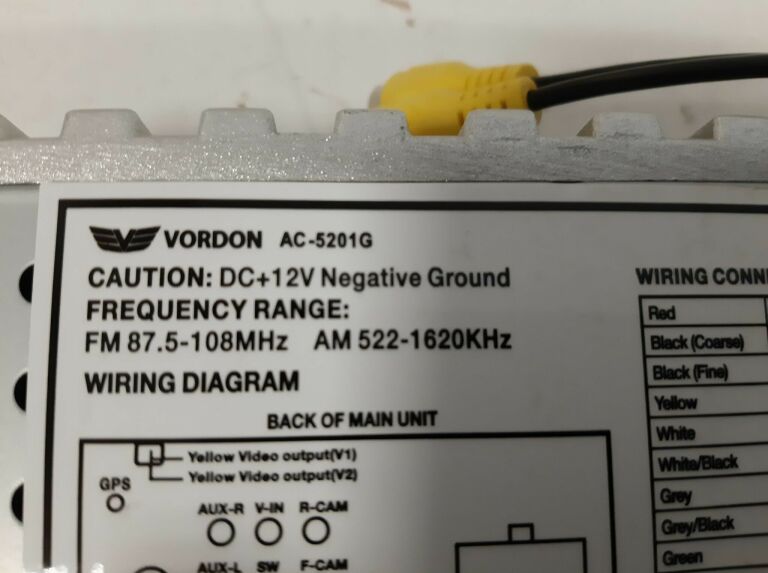 VORDON AC-5201G
CAUTION: DC+12V Negative Ground
FREQUENCY RANGE:
FM 87.5-108MHz AM 522-1620KHz
WIRING DIAGRAM
BACK OF MAIN UNIT
Yellow Video output(V1)
Yellow Video output(V2)
GPS
AUX-R V-IN R-CAM
AUX-L SW F-CAM
WIRING CONN
Red
Black (Coarse)
Black (Fine)
Yellow
White
White/Black
Grey
Grey/Black
Green